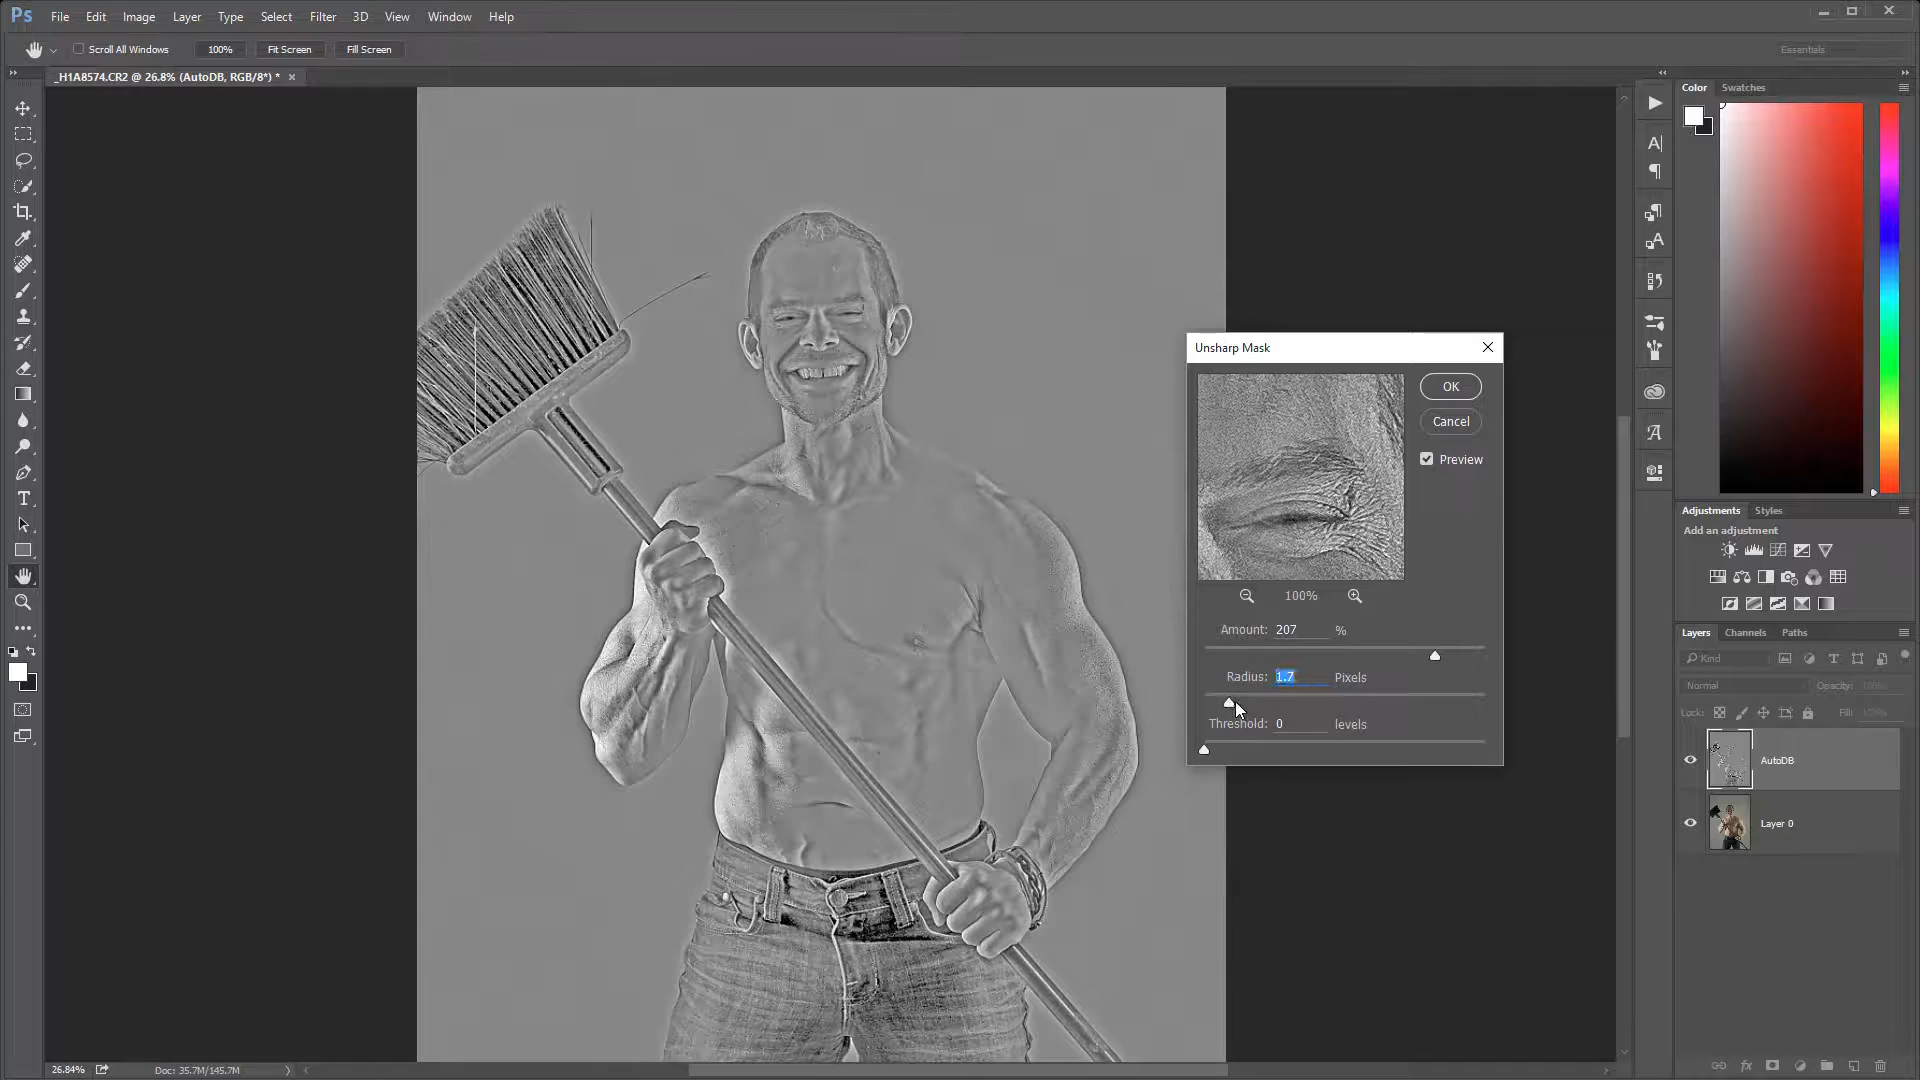 Ps File Edit Image Layer Type Select Filter 3D View Window Help
Scroll All Windows 100% Fit Screen Fill Screen Essentials
_H1A8574.CR2 @ 26.8% (AutoDB, RGB/8*) * ×
Color Swatches
Unsharp Mask
OK
Cancel
Preview
100%
Amount: 207 %
Radius: 1.7 Pixels
Threshold: 0 levels
Adjustments Styles
Add an adjustment
Layers Channels Paths
Kind
Normal Opacity: 100%
Lock: Fill: 100%
AutoDB
Layer 0
26.84% Doc: 35.7M/145.7M